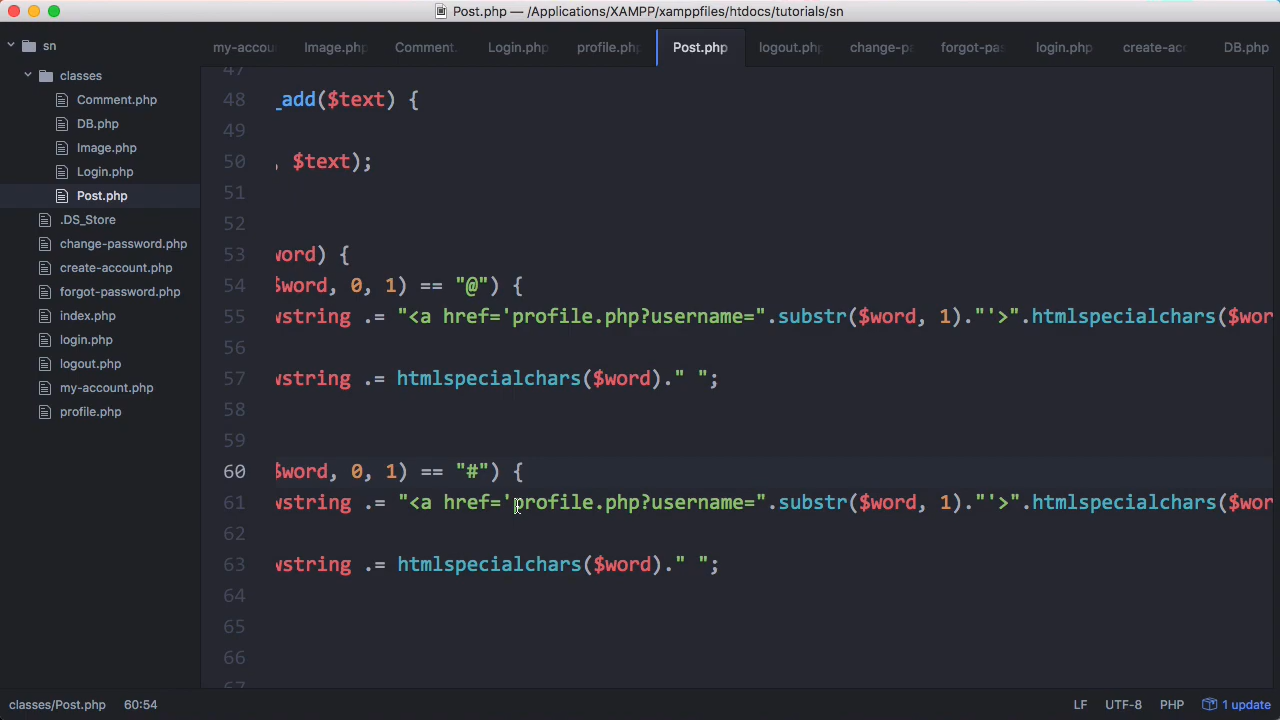 Post.php — /Applications/XAMPP/xamppfiles/htdocs/tutorials/sn
sn
classes
Comment.php
DB.php
Image.php
Login.php
Post.php
.DS_Store
change-password.php
create-account.php
forgot-password.php
index.php
login.php
logout.php
my-account.php
profile.php
my-accou Image.php Comment. Login.php profile.php Post.php logout.php change-pa forgot-pas login.php create-acc DB.php
47
48 _add($text) {
49
50 , $text);
51
52
53 word) {
54 $word, 0, 1) == "@") {
55 wstring .= "<a href='profile.php?username=".substr($word, 1)."'>".htmlspecialchars($wor
56
57 wstring .= htmlspecialchars($word)." ";
58
59
60 $word, 0, 1) == "#") {
61 wstring .= "<a href='profile.php?username=".substr($word, 1)."'>".htmlspecialchars($wor
62
63 wstring .= htmlspecialchars($word)." ";
64
65
66
67
classes/Post.php 60:54 LF UTF-8 PHP 1 update